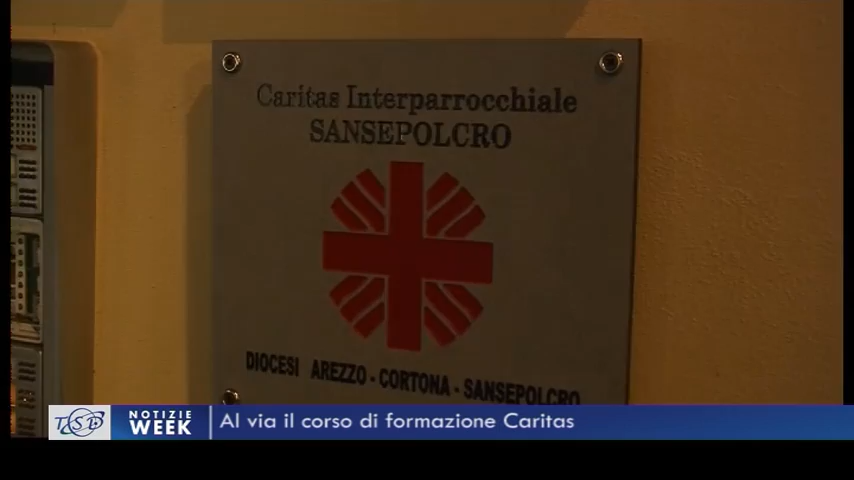 Caritas Interparrocchiale
SANSEPOLCRO
DIOCESI AREZZO - CORTONA - SANSEPOLCRO
TSD
NOTIZIE
WEEK
Al via il corso di formazione Caritas